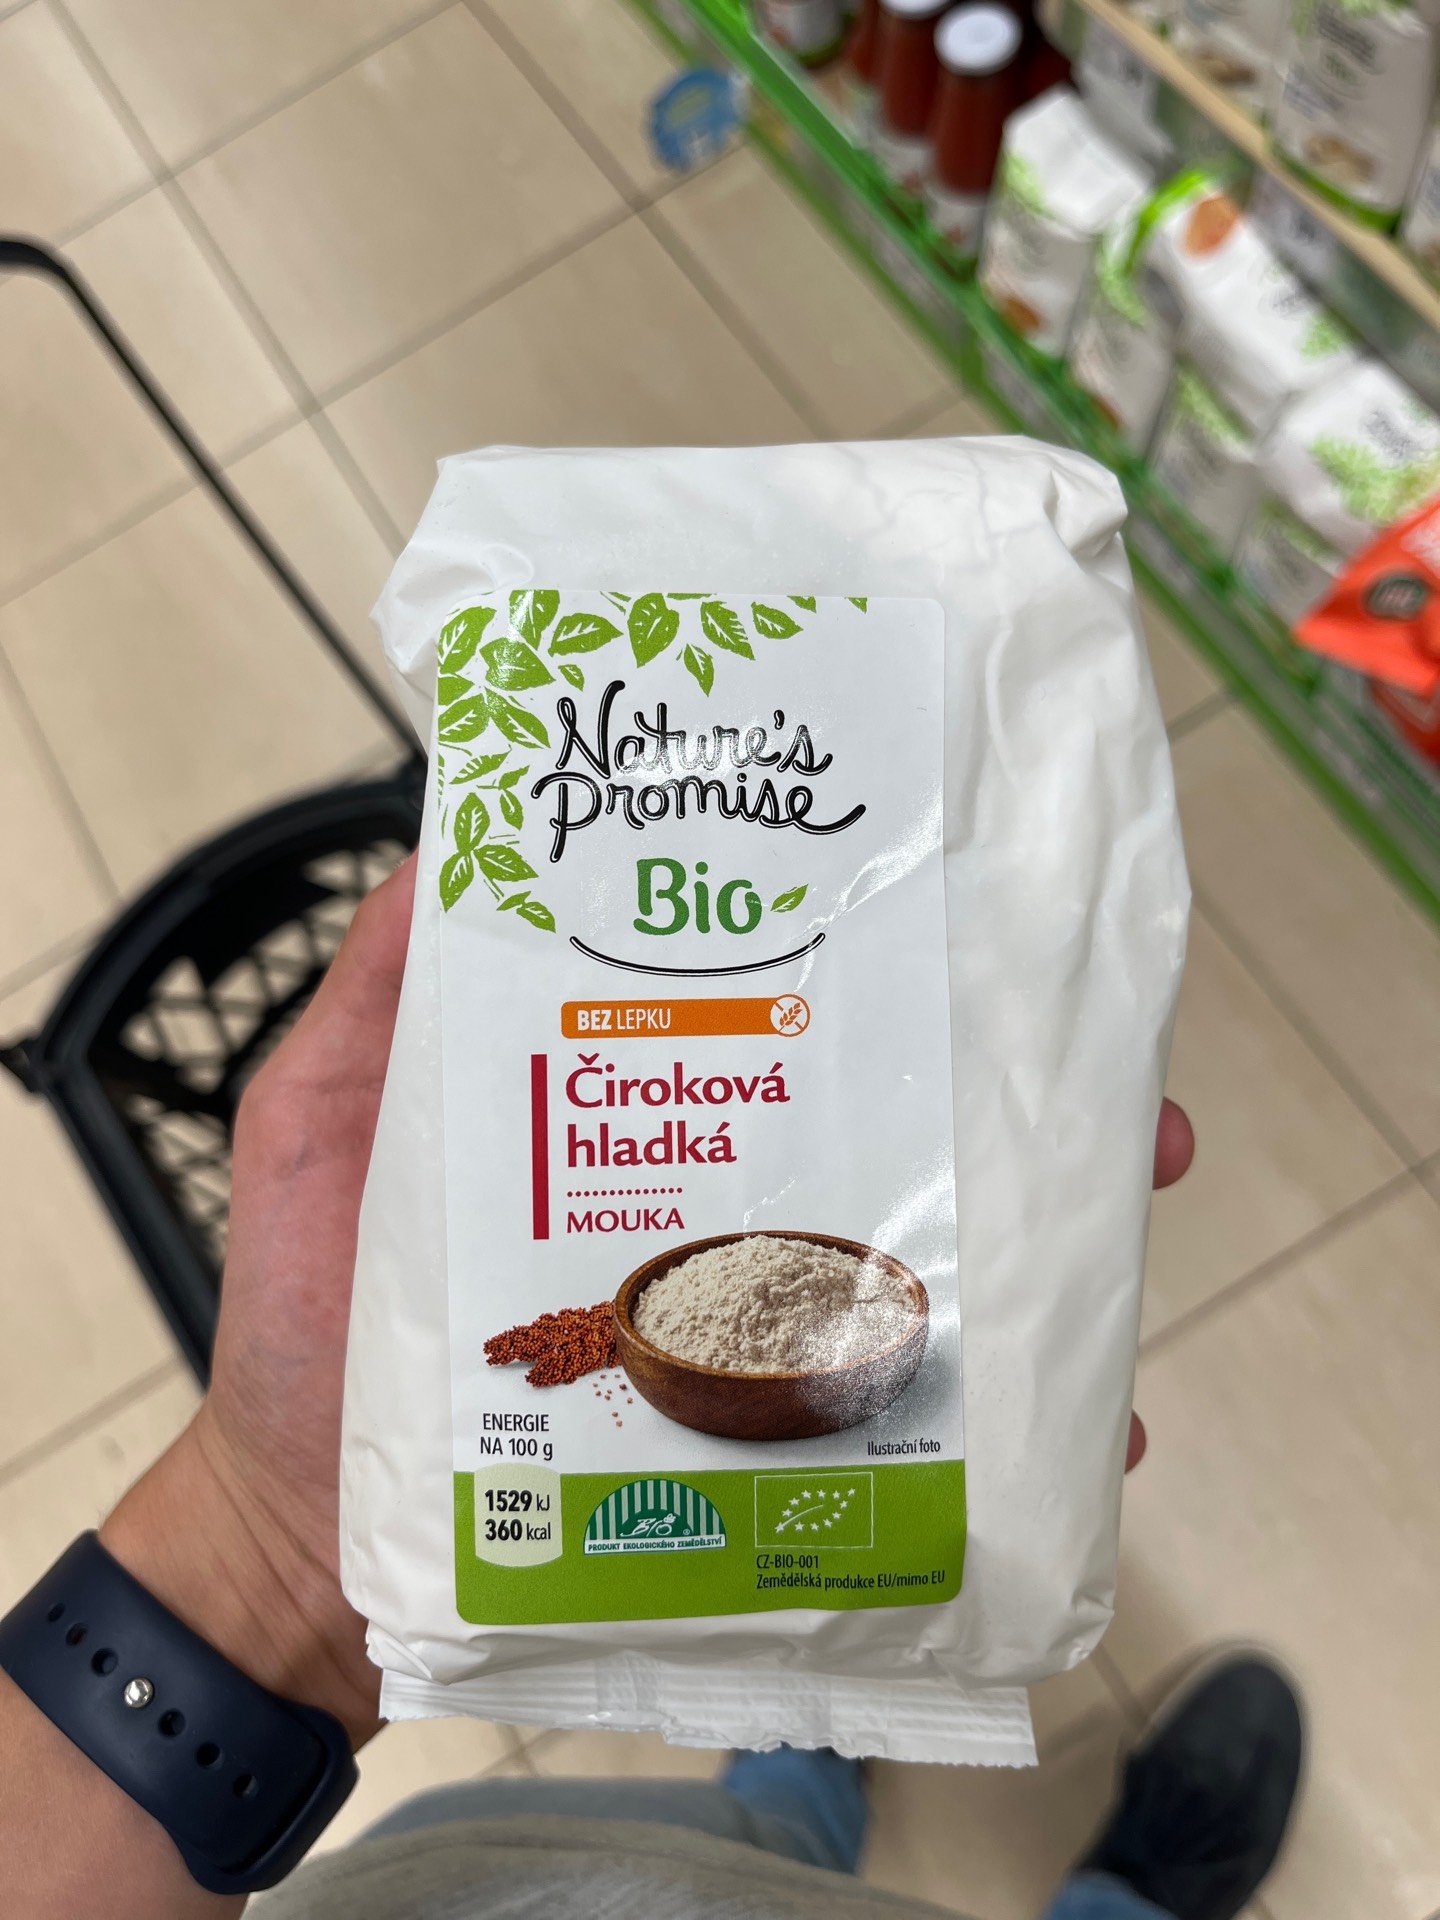 Nature's
Promise
Bio
BEZ LEPKU
Čiroková
hladká
MOUKA
ENERGIE
NA 100 g
Ilustrační foto
1529 kJ
360 kcal
BIO ®
PRODUKT EKOLOGICKÉHO ZEMĚDĚLSTVÍ
CZ-BIO-001
Zemědělská produkce EU/mimo EU